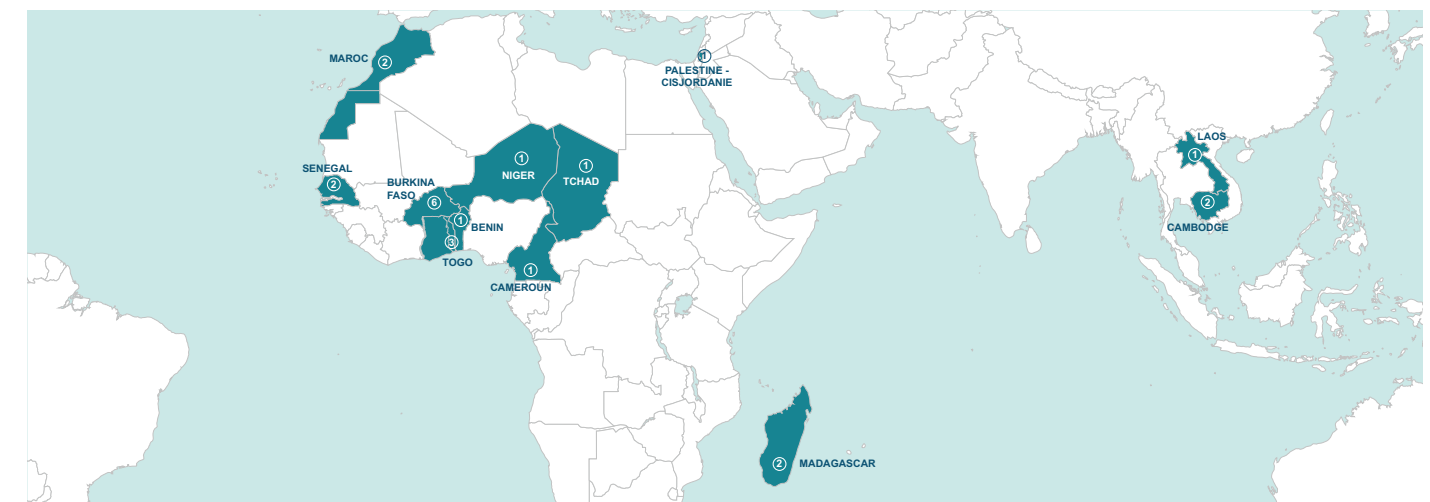 MAROC
2
1
PALESTINE -
CISJORDANIE
LAOS
1
SENEGAL
2
BURKINA
FASO
6
1
NIGER
1
TCHAD
1
BENIN
3
TOGO
1
CAMEROUN
2
CAMBODGE
2
MADAGASCAR